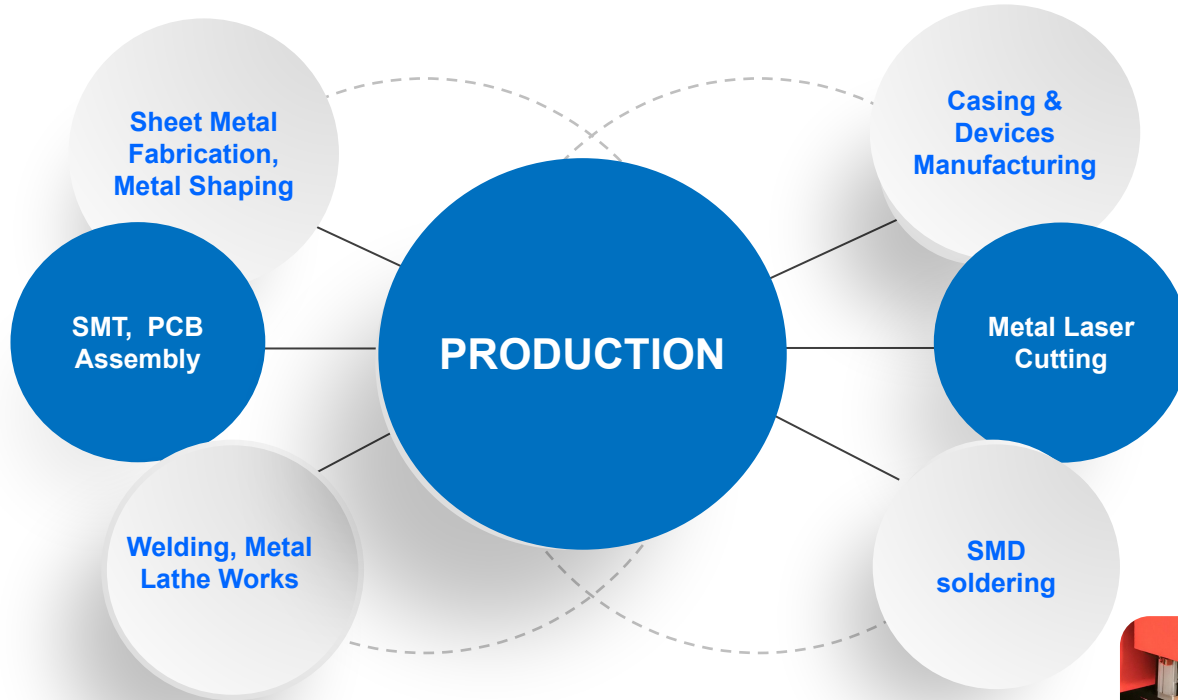 Sheet Metal
Fabrication,
Metal Shaping
SMT, PCB
Assembly
Welding, Metal
Lathe Works
PRODUCTION
Casing &
Devices
Manufacturing
Metal Laser
Cutting
SMD
soldering